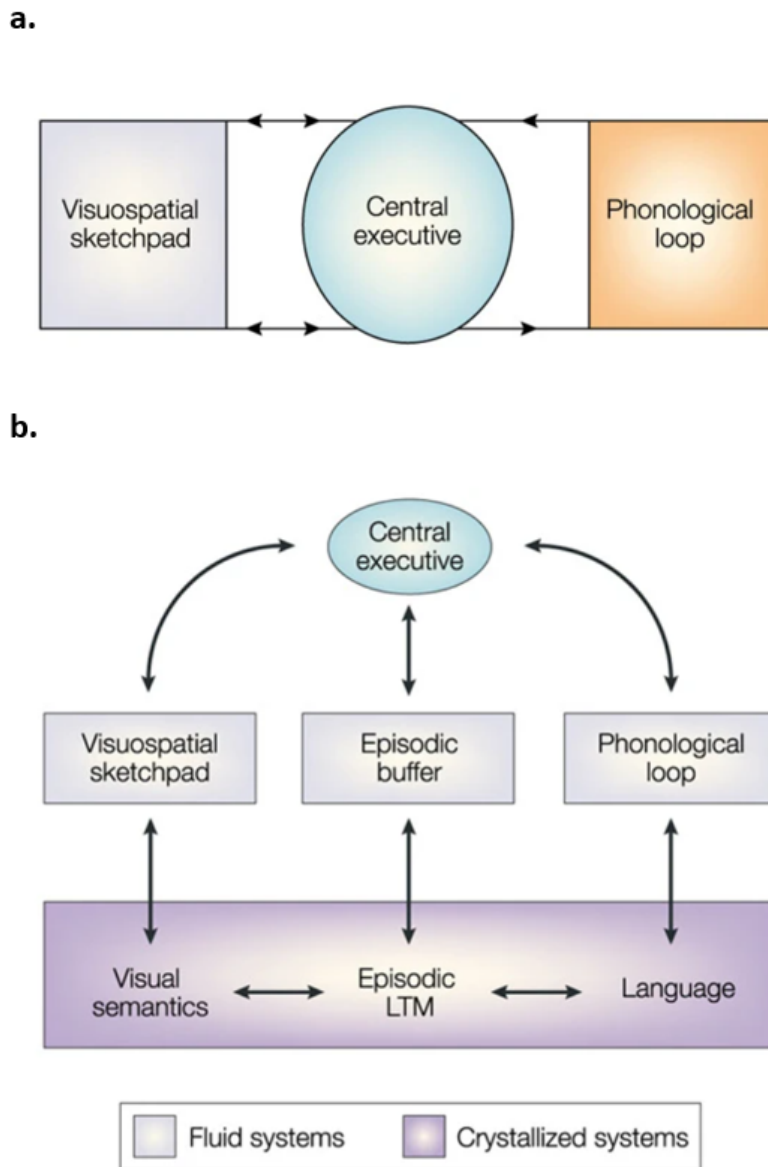 a.
Visuospatial
sketchpad
Central
executive
Phonological
loop
b.
Central
executive
Visuospatial
sketchpad
Episodic
buffer
Phonological
loop
Visual
semantics
Episodic
LTM
Language
Fluid systems
Crystallized systems